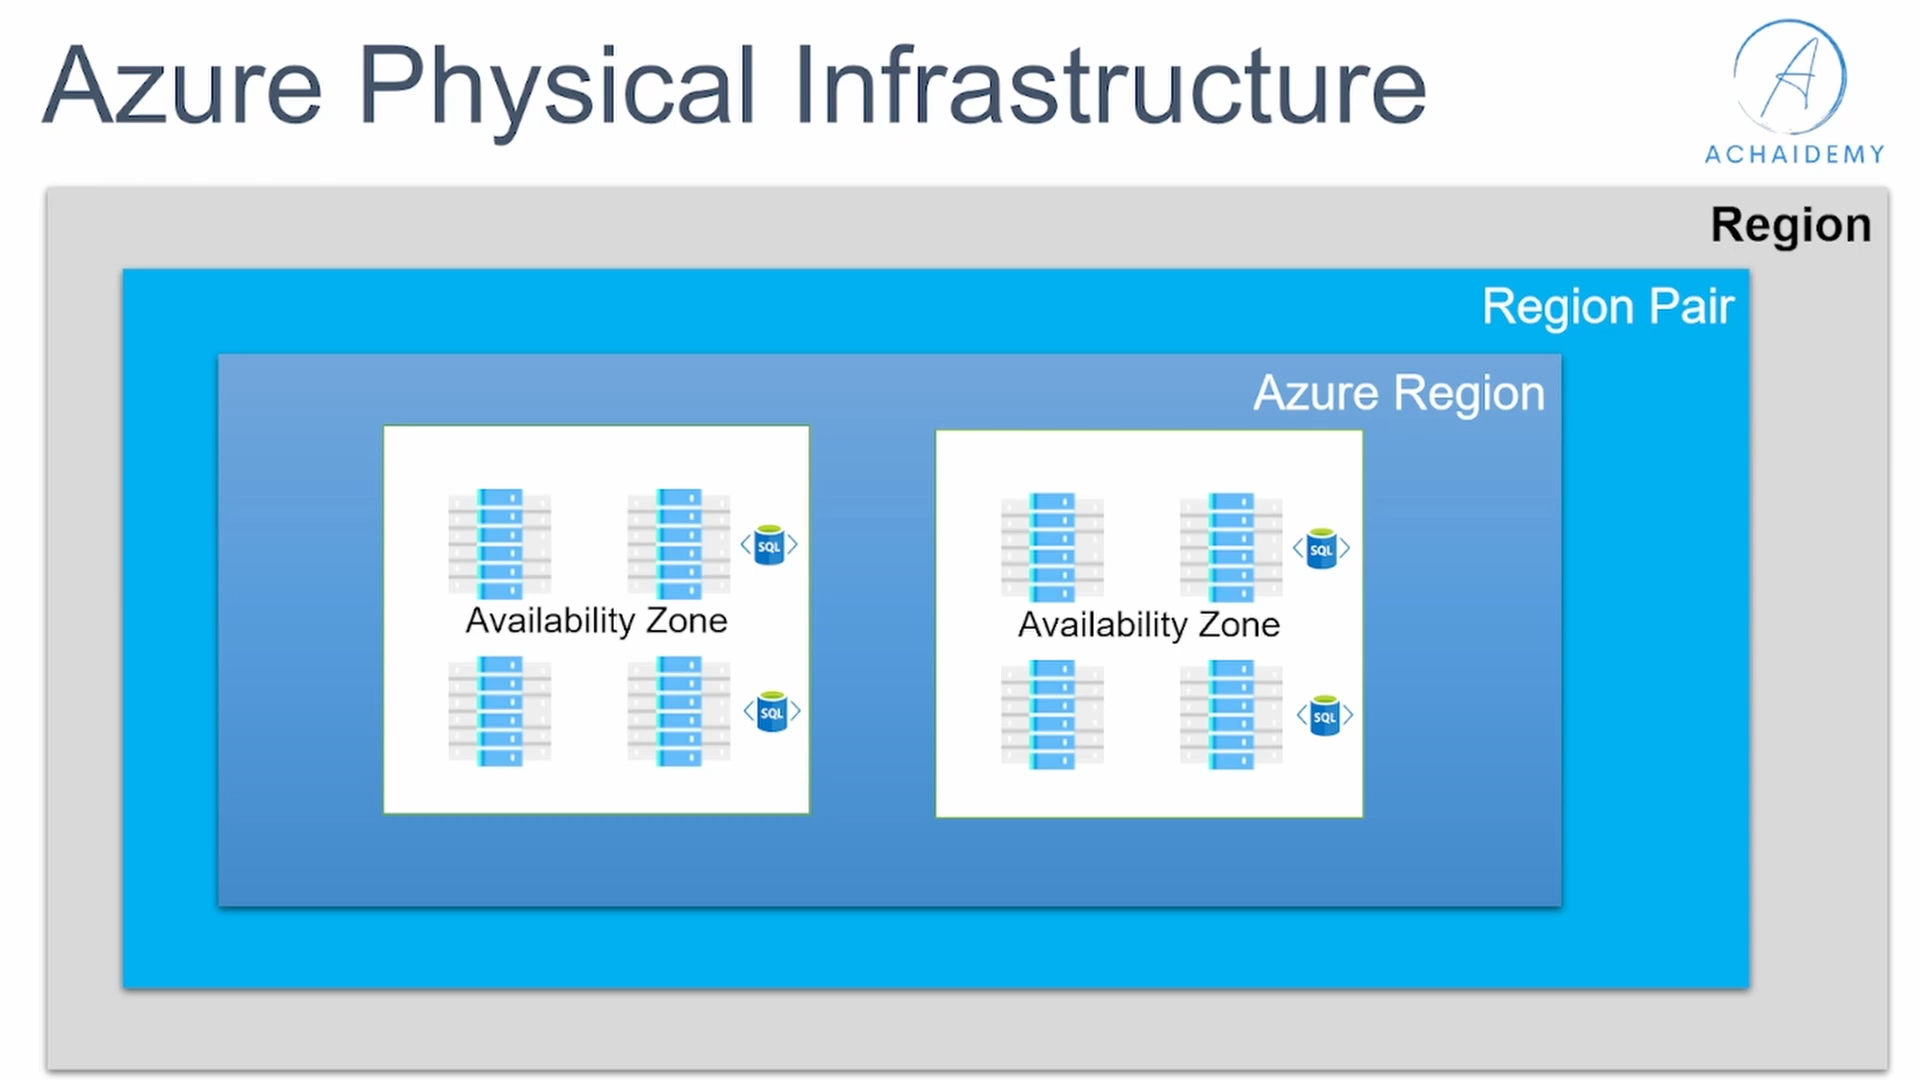 Azure Physical Infrastructure
A
ACHAIDEMY
Region
Region Pair
Azure Region
SQL
SQL
Availability Zone
Availability Zone
SQL
SQL